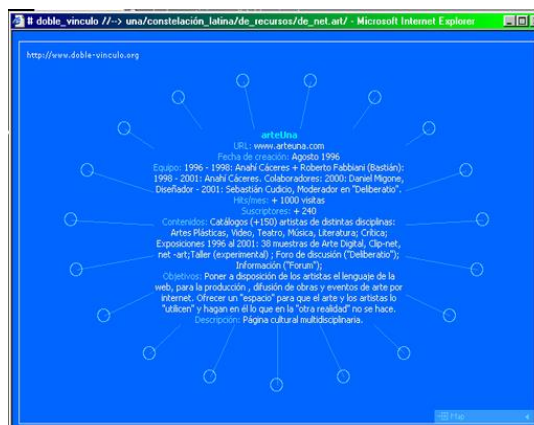 # doble_vinculo //--> una/constelación_latina/de_recursos/de_net.art/ - Microsoft Internet Explorer
http://www.doble-vinculo.org
arteUna
URL: www.arteuna.com
Fecha de creación: Agosto 1996
Equipo: 1996 - 1998: Anahí Cáceres + Roberto Fabbiani (Bastián):
1998 - 2001: Anahí Cáceres. Colaboradores: 2000: Daniel Migone,
Diseñador - 2001: Sebastián Cudicio, Moderador en "Deliberatio".
Hits/mes: + 1000 visitas
Suscriptores: + 240
Contenidos: Catálogos (+150) artistas de distintas disciplinas:
Artes Plásticas, Video, Teatro, Música, Literatura; Crítica;
Exposiciones 1996 al 2001: 38 muestras de Arte Digital, Clip-net,
net -art;Taller (experimental) ; Foro de discusión ("Deliberatio");
Información ("Forum");
Objetivos: Poner a disposición de los artistas el lenguaje de la
web, para la producción , difusión de obras y eventos de arte por
internet. Ofrecer un "espacio" para que el arte y los artistas lo
"utilicen" y hagan en él lo que en la "otra realidad" no se hace.
Descripción: Página cultural multidisciplinaria.
Map